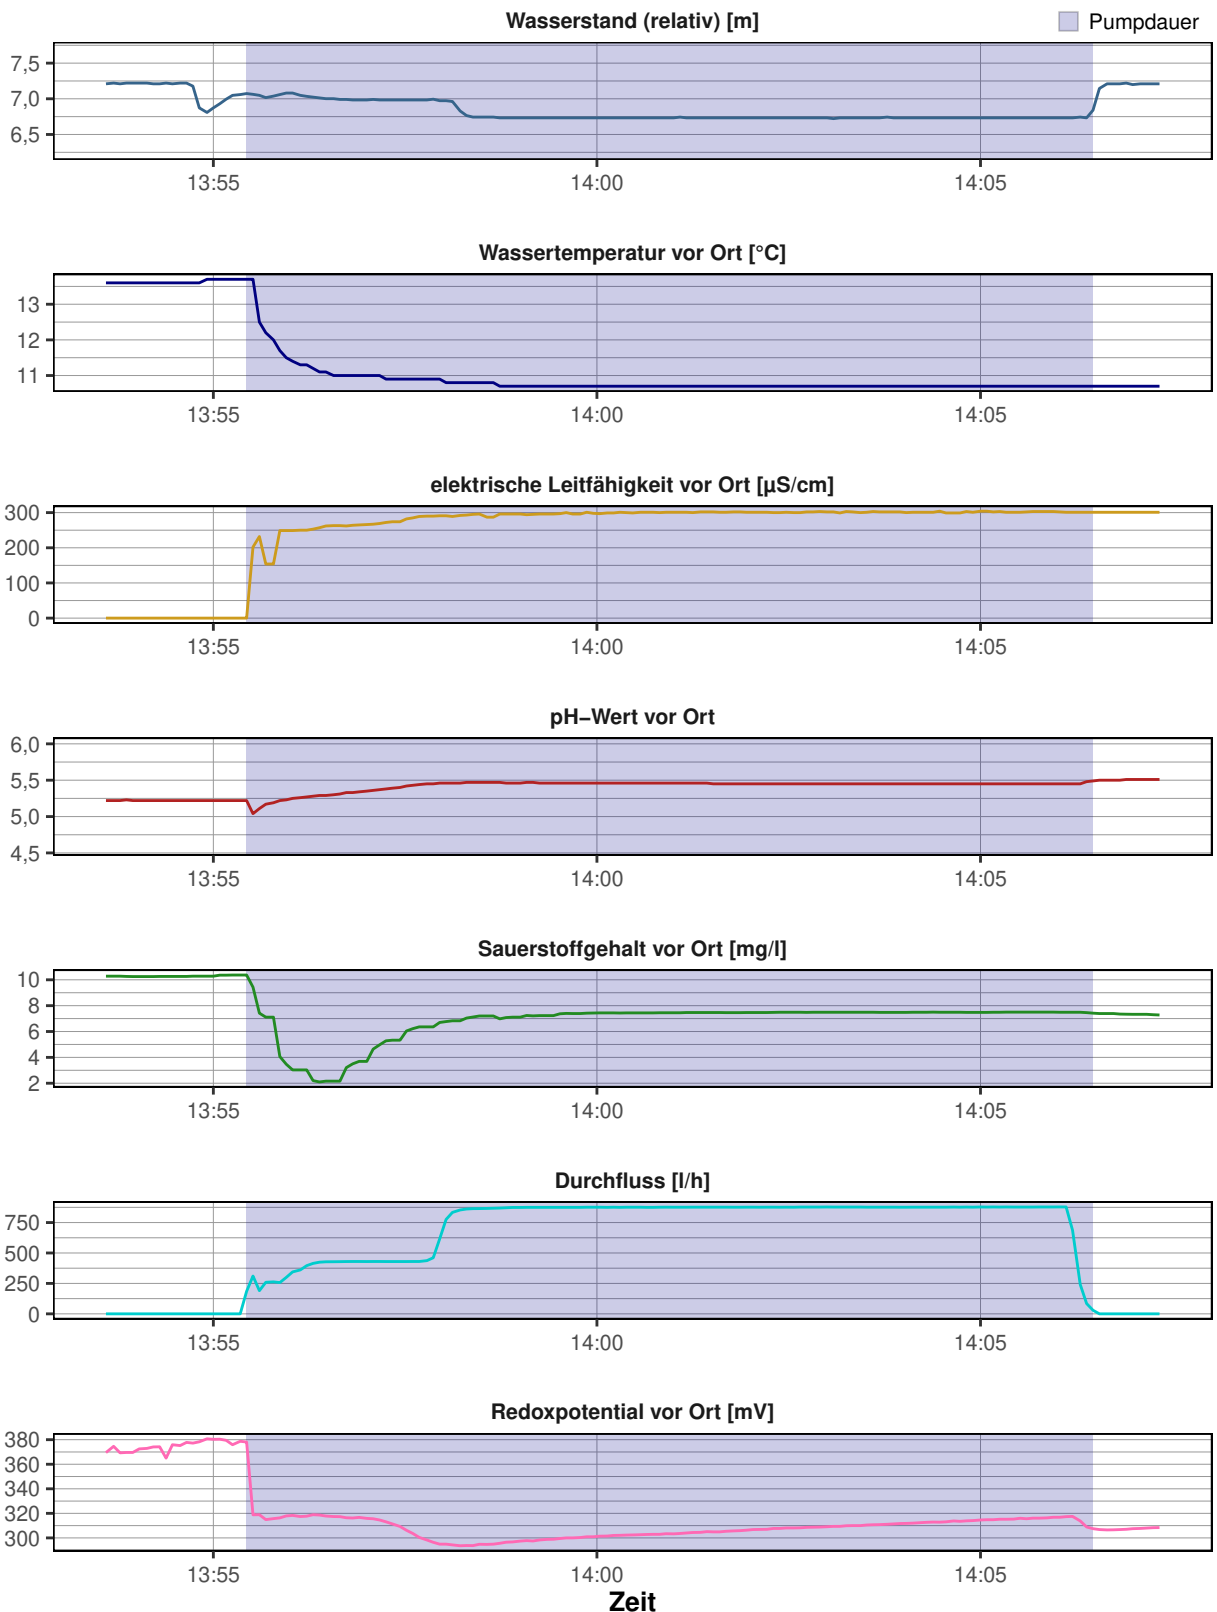 Wasserstand (relativ) [m]
Pumpdauer
7,5
7,0
6,5
13:55 14:00 14:05
Wassertemperatur vor Ort [°C]
13
12
11
13:55 14:00 14:05
elektrische Leitfähigkeit vor Ort [µS/cm]
300
200
100
0
13:55 14:00 14:05
pH−Wert vor Ort
6,0
5,5
5,0
4,5
13:55 14:00 14:05
Sauerstoffgehalt vor Ort [mg/l]
10
8
6
4
2
13:55 14:00 14:05
Durchfluss [l/h]
750
500
250
0
13:55 14:00 14:05
Redoxpotential vor Ort [mV]
380
360
340
320
300
13:55 14:00 14:05
Zeit